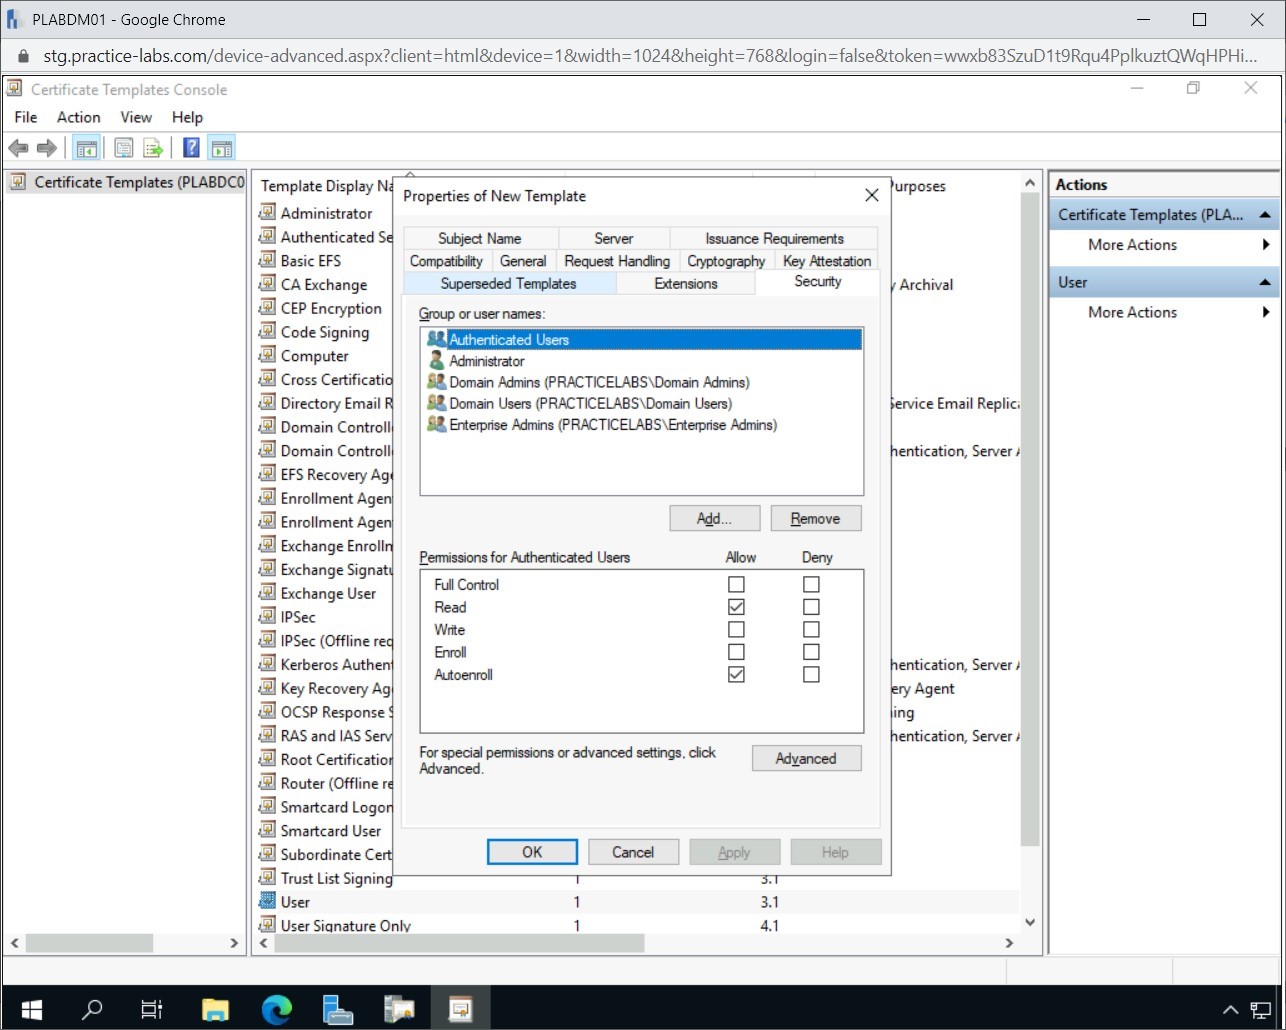 PLABDM01 - Google Chrome
stg.practice-labs.com/device-advanced.aspx?client=html&device=1&width=1024&height=768&login=false&token=wwxb83SzuD1t9Rqu4PplkuztQWqHPHi...
Certificate Templates Console
File Action View Help
Certificate Templates (PLABDC0
Template Display Na
Administrator
Authenticated Se
Basic EFS
CA Exchange
CEP Encryption
Code Signing
Computer
Cross Certificatio
Directory Email R
Domain Controll
Domain Controll
EFS Recovery Age
Enrollment Agen
Enrollment Agen
Exchange Enrolln
Exchange Signatu
Exchange User
IPSec
IPSec (Offline req
Kerberos Authent
Key Recovery Ag
OCSP Response S
RAS and IAS Serv
Root Certification
Router (Offline re
Smartcard Logon
Smartcard User
Subordinate Cert
Trust List Signing 1 3.1
User 1 3.1
User Signature Only 1 4.1
Purposes
y Archival
Service Email Replica
hentication, Server A
hentication, Server A
ery Agent
ing
hentication, Server A
Properties of New Template
Subject Name Server Issuance Requirements
Compatibility General Request Handling Cryptography Key Attestation
Superseded Templates Extensions Security
Group or user names:
Authenticated Users
Administrator
Domain Admins (PRACTICELABS\Domain Admins)
Domain Users (PRACTICELABS\Domain Users)
Enterprise Admins (PRACTICELABS\Enterprise Admins)
Add... Remove
Permissions for Authenticated Users Allow Deny
Full Control
Read
Write
Enroll
Autoenroll
For special permissions or advanced settings, click
Advanced.
Advanced
OK Cancel Apply Help
Actions
Certificate Templates (PLA...
More Actions
User
More Actions